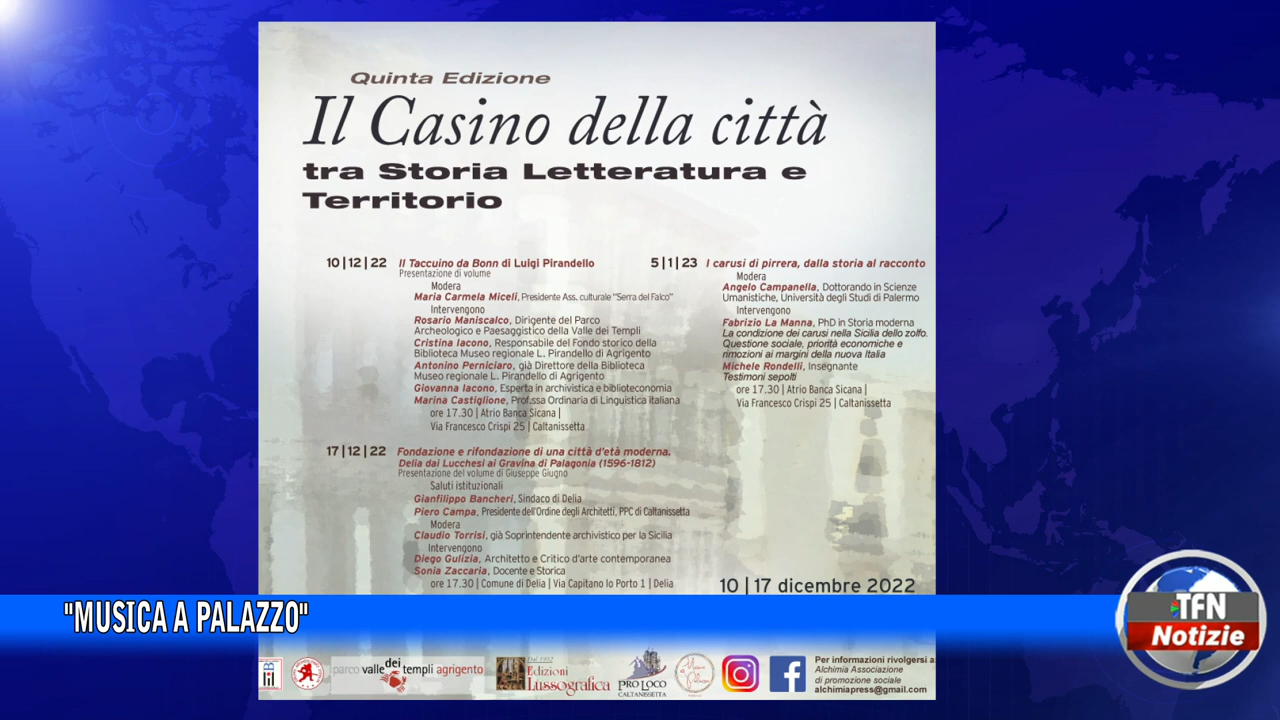 Quinta Edizione
Il Casino della città
tra Storia Letteratura e
Territorio
10|12|22 Il Taccuino da Bonn di Luigi Pirandello
Presentazione di volume
Modera
Maria Carmela Miceli, Presidente Ass. culturale "Serra del Falco"
Intervengono
Rosario Maniscalco, Dirigente del Parco
Archeologico e Paesaggistico della Valle dei Templi
Cristina Iacono, Responsabile del Fondo storico della
Biblioteca Museo regionale L. Pirandello di Agrigento
Antonino Perniciaro, già Direttore della Biblioteca
Museo regionale L. Pirandello di Agrigento
Giovanna Iacono, Esperta in archivistica e biblioteconomia
Marina Castiglione, Prof.ssa Ordinaria di Linguistica italiana
ore 17.30 | Atrio Banca Sicana |
Via Francesco Crispi 25 | Caltanissetta
17|12|22 Fondazione e rifondazione di una città d'età moderna.
Delia dai Lucchesi ai Gravina di Palagonia (1596-1812)
Presentazione del volume di Giuseppe Giugno
Saluti istituzionali
Gianfilippo Bancheri, Sindaco di Delia
Piero Campa, Presidente dell'Ordine degli Architetti, PPC di Caltanissetta
Modera
Claudio Torrisi, già Soprintendente archivistico per la Sicilia
Intervengono
Diego Gulizia, Architetto e Critico d'arte contemporanea
Sonia Zaccaria, Docente e Storica
ore 17.30 | Comune di Delia | Via Capitano lo Porto 1 | Delia
5|1|23 I carusi di pirrera, dalla storia al racconto
Modera
Angelo Campanella, Dottorando in Scienze
Umanistiche, Università degli Studi di Palermo
Intervengono
Fabrizio La Manna, PhD in Storia moderna
La condizione dei carusi nella Sicilia dello zolfo.
Questione sociale, priorità economiche e
rimozioni ai margini della nuova Italia
Michele Rondelli, Insegnante
Testimoni sepolti
ore 17.30 | Atrio Banca Sicana |
Via Francesco Crispi 25 | Caltanissetta
10 | 17 dicembre 2022
"MUSICA A PALAZZO"
TFN
Notizie
parco valle dei templi agrigento
Dal 1952
Edizioni
Lussografica
PRO LOCO
CALTANISSETTA
Per informazioni rivolgersi a
Alchimia Associazione
di promozione sociale
alchimiapress@gmail.com